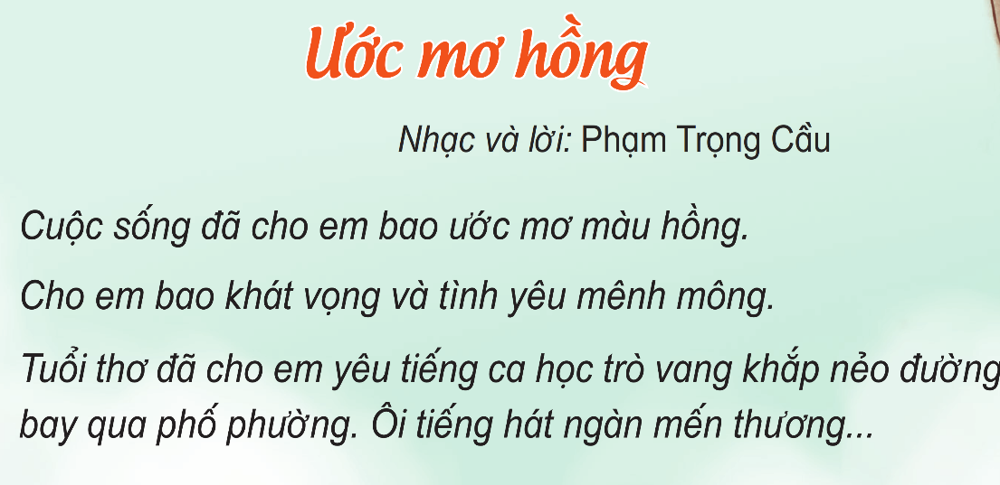 Ước mơ hồng
Nhạc và lời: Phạm Trọng Cầu
Cuộc sống đã cho em bao ước mơ màu hồng.
Cho em bao khát vọng và tình yêu mênh mông.
Tuổi thơ đã cho em yêu tiếng ca học trò vang khắp nẻo đường
bay qua phố phường. Ôi tiếng hát ngàn mến thương...